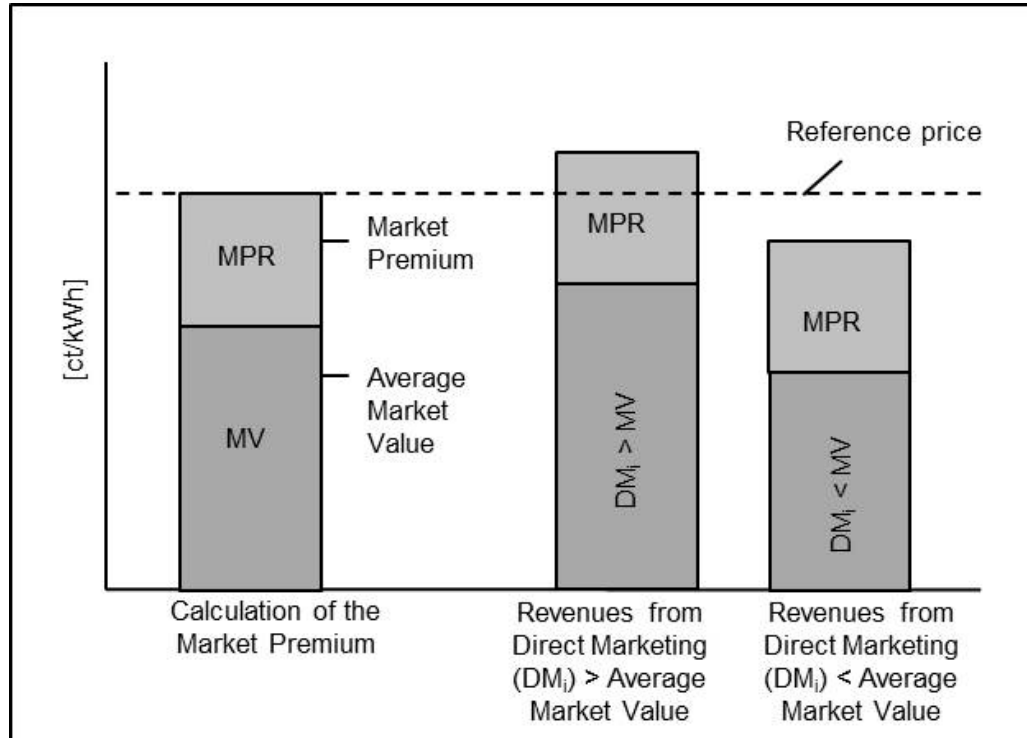 Reference price
MPR
Market
Premium
MPR
MPR
[ct/kWh]
Average
Market
Value
MV
DMi > MV
DMi < MV
Calculation of the
Market Premium
Revenues from
Direct Marketing
(DMi) > Average
Market Value
Revenues from
Direct Marketing
(DMi) < Average
Market Value